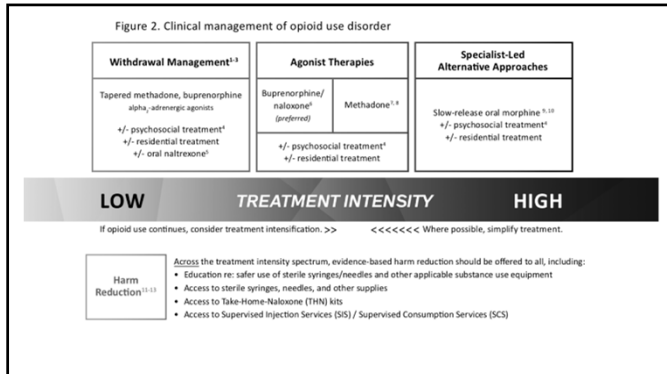 Figure 2. Clinical management of opioid use disorder
Withdrawal Management¹⁻³
Tapered methadone, buprenorphine
alpha₂-adrenergic agonists
+/- psychosocial treatment⁴
+/- residential treatment
+/- oral naltrexone⁵
Agonist Therapies
Buprenorphine/
naloxone⁶
(preferred)
Methadone⁷,⁸
+/- psychosocial treatment⁴
+/- residential treatment
Specialist-Led
Alternative Approaches
Slow-release oral morphine⁹,¹⁰
+/- psychosocial treatment⁴
+/- residential treatment
LOW TREATMENT INTENSITY HIGH
If opioid use continues, consider treatment intensification. >> <<<<<<< Where possible, simplify treatment.
Harm
Reduction¹¹⁻¹³
Across the treatment intensity spectrum, evidence-based harm reduction should be offered to all, including:
• Education re: safer use of sterile syringes/needles and other applicable substance use equipment
• Access to sterile syringes, needles, and other supplies
• Access to Take-Home-Naloxone (THN) kits
• Access to Supervised Injection Services (SIS) / Supervised Consumption Services (SCS)